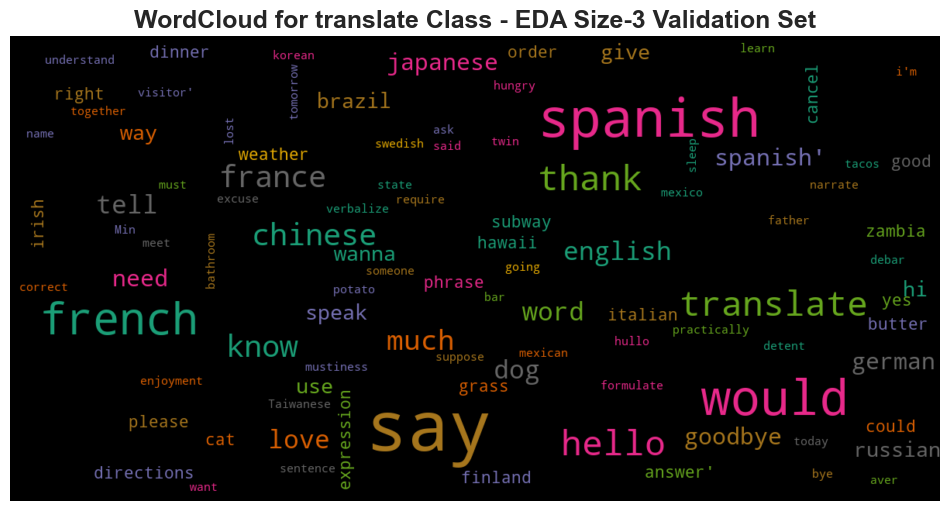 WordCloud for translate Class - EDA Size-3 Validation Set
understand
dinner
korean
japanese
order
give
learn
i'm
right
visitor'
tomorrow
brazil
hungry
cancel
together
name
way
lost
weather
swedish
ask
said
twin
spanish
sleep
spanish'
tacos
good
france
thank
must
excuse
state
require
mexico
narrate
tell
irish
Min
meet
verbalize
subway
father
zambia
chinese
wanna
hawaii
english
debar
bathroom
someone
going
correct
need
potato
phrase
bar
hi
yes
french
speak
word
italian
translate
practically
butter
know
much
suppose
mexican
hullo
detent
mustiness
dog
german
enjoyment
use
grass
formulate
Taiwanese
expression
say
would
please
cat
love
hello
goodbye
today
could
russian
directions
sentence
finland
answer'
bye
aver
want